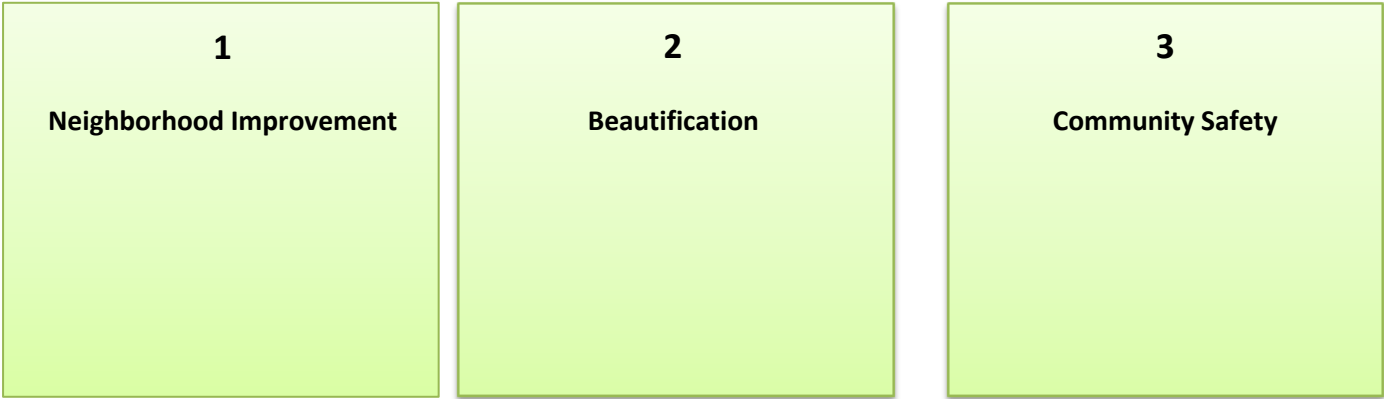 1
Neighborhood Improvement
2
Beautification
3
Community Safety